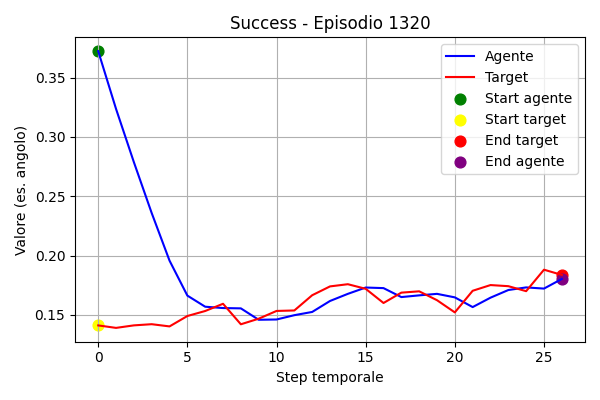 Success - Episodio 1320
Agente
Target
Start agente
Start target
End target
End agente
Valore (es. angolo)
0.35
0.30
0.25
0.20
0.15
0
5
10
15
20
25
Step temporale